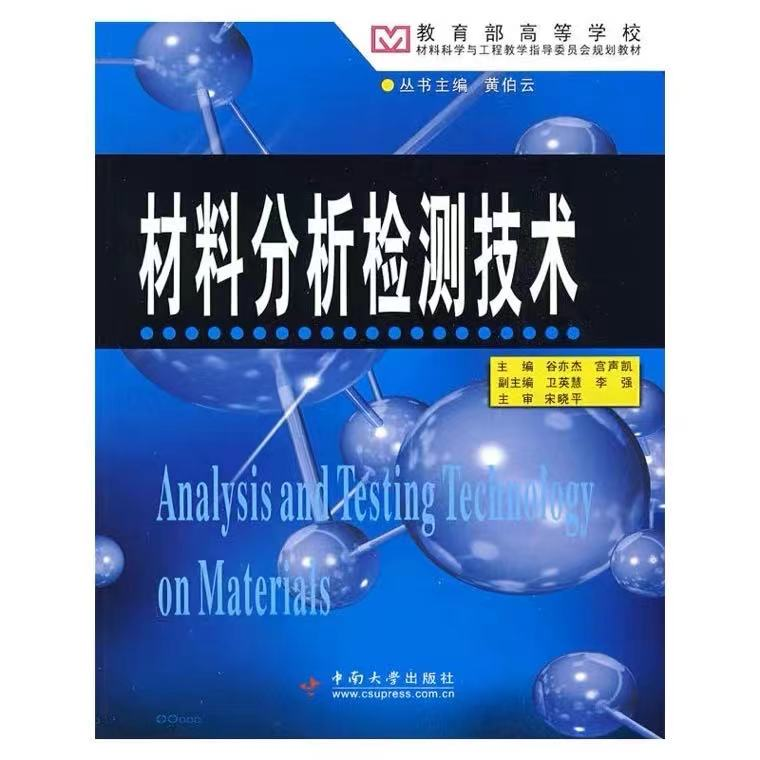 教育部高等学校
材料科学与工程教学指导委员会规划教材
丛书主编 黄伯云
材料分析检测技术
主 编 谷亦杰 宫声凯
副主编 卫英慧 李 强
主 审 宋晓平
Analysis and Testing Technology
on Materials
中南大学出版社
www.csupress.com.cn